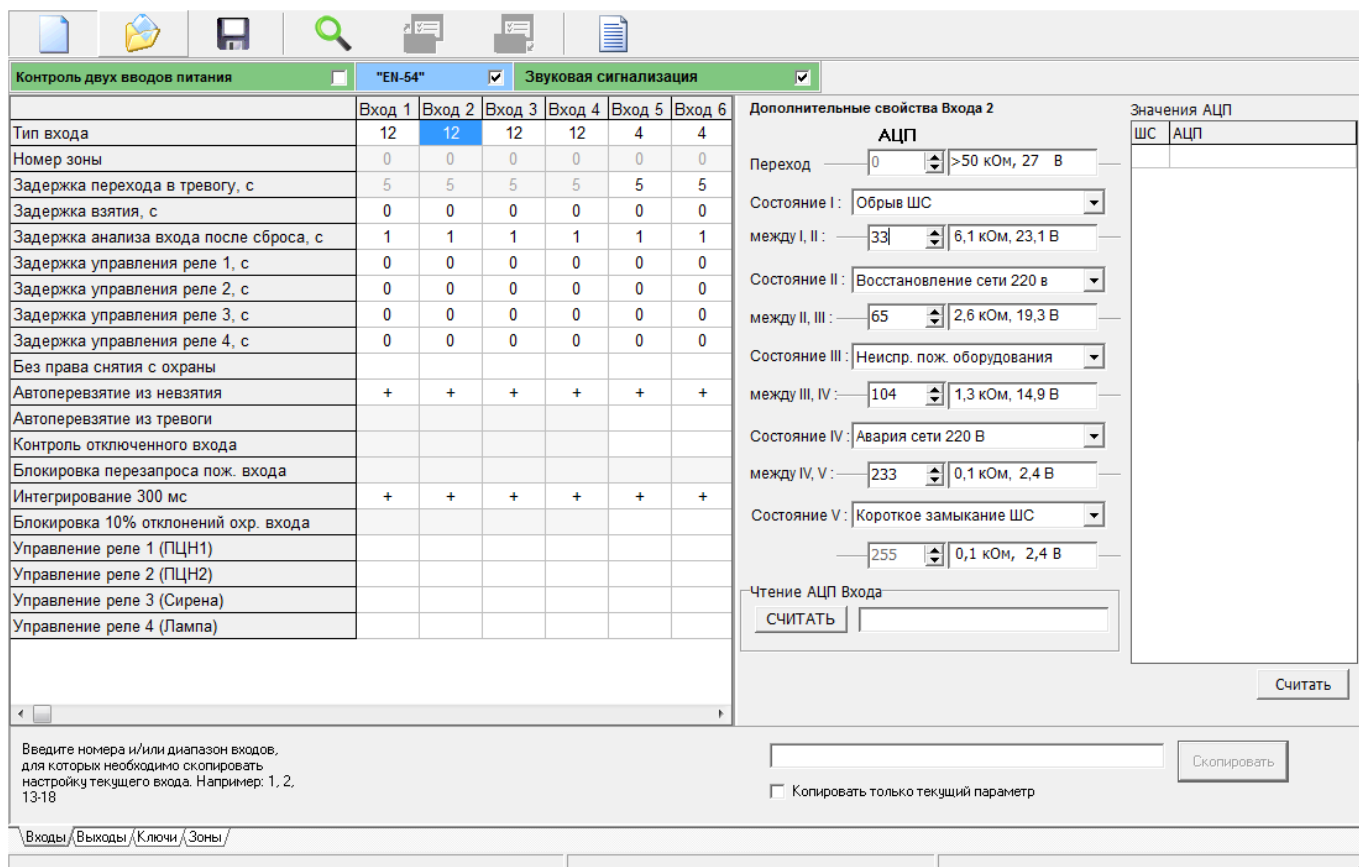 Контроль двух вводов питания "EN-54" Звуковая сигнализация
Вход 1 Вход 2 Вход 3 Вход 4 Вход 5 Вход 6
Тип входа 12 12 12 12 4 4
Номер зоны 0 0 0 0 0 0
Задержка перехода в тревогу, с 5 5 5 5 5 5
Задержка взятия, с 0 0 0 0 0 0
Задержка анализа входа после сброса, с 1 1 1 1 1 1
Задержка управления реле 1, с 0 0 0 0 0 0
Задержка управления реле 2, с 0 0 0 0 0 0
Задержка управления реле 3, с 0 0 0 0 0 0
Задержка управления реле 4, с 0 0 0 0 0 0
Без права снятия с охраны
Автоперевзятие из невзятия + + + + + +
Автоперевзятие из тревоги
Контроль отключенного входа
Блокировка перезапроса пож. входа
Интегрирование 300 мс + + + + + +
Блокировка 10% отклонений охр. входа
Управление реле 1 (ПЦН1)
Управление реле 2 (ПЦН2)
Управление реле 3 (Сирена)
Управление реле 4 (Лампа)
Дополнительные свойства Входа 2
АЦП
Переход 0 >50 кОм, 27 В
Состояние I : Обрыв ШС
между I, II : 33 6,1 кОм, 23,1 В
Состояние II : Восстановление сети 220 в
между II, III : 65 2,6 кОм, 19,3 В
Состояние III : Неиспр. пож. оборудования
между III, IV : 104 1,3 кОм, 14,9 В
Состояние IV : Авария сети 220 В
между IV, V : 233 0,1 кОм, 2,4 В
Состояние V : Короткое замыкание ШС
255 0,1 кОм, 2,4 В
Чтение АЦП Входа
СЧИТАТЬ
Значения АЦП
ШС АЦП
Считать
Введите номера и/или диапазон входов,
для которых необходимо скопировать
настройку текущего входа. Например: 1, 2,
13-18
Скопировать
Копировать только текущий параметр
Входы Выходы Ключи Зоны